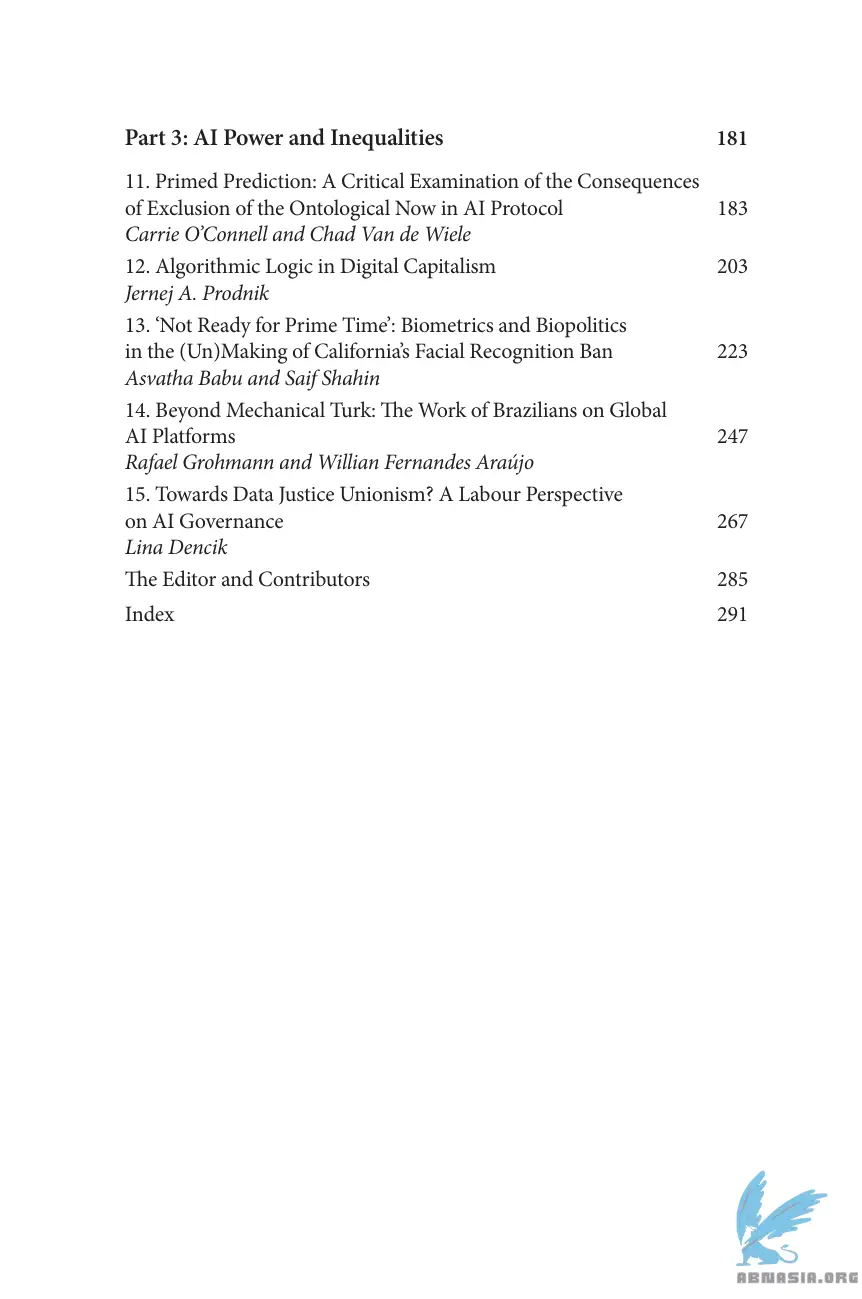 Part 3: AI Power and Inequalities 181
11. Primed Prediction: A Critical Examination of the Consequences
of Exclusion of the Ontological Now in AI Protocol 183
Carrie O’Connell and Chad Van de Wiele
12. Algorithmic Logic in Digital Capitalism 203
Jernej A. Prodnik
13. ‘Not Ready for Prime Time’: Biometrics and Biopolitics
in the (Un)Making of California’s Facial Recognition Ban 223
Asvatha Babu and Saif Shahin
14. Beyond Mechanical Turk: The Work of Brazilians on Global
AI Platforms 247
Rafael Grohmann and Willian Fernandes Araújo
15. Towards Data Justice Unionism? A Labour Perspective
on AI Governance 267
Lina Dencik
The Editor and Contributors 285
Index 291
ABNASIA.ORG